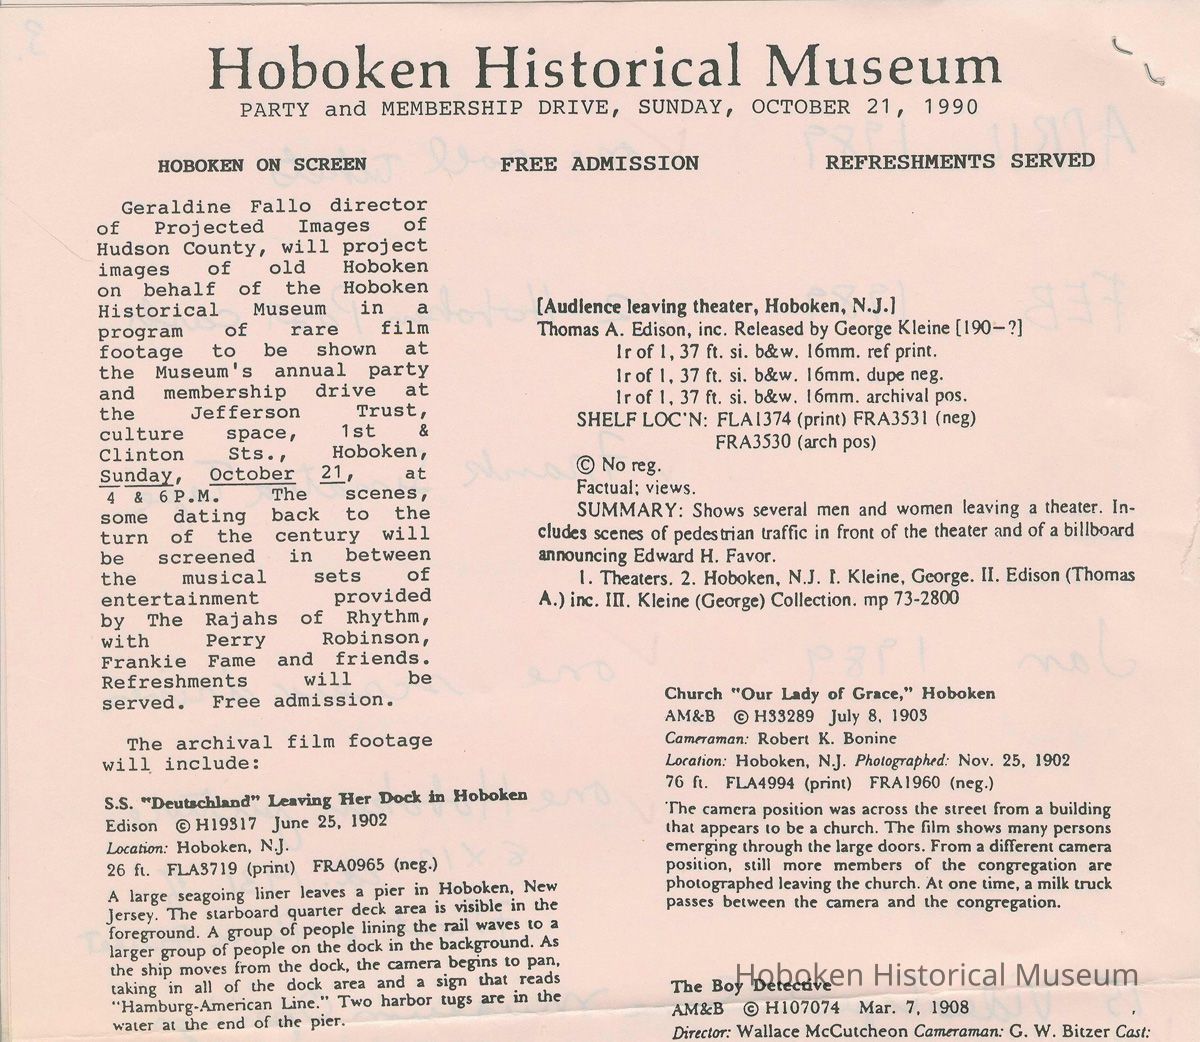 Hoboken Historical Museum
PARTY and MEMBERSHIP DRIVE, SUNDAY, OCTOBER 21, 1990
HOBOKEN ON SCREEN FREE ADMISSION REFRESHMENTS SERVED
Geraldine Fallo director
of Projected Images of
Hudson County, will project
images of old Hoboken
on behalf of the Hoboken
Historical Museum in a
program of rare film
footage to be shown at
the Museum's annual party
and membership drive at
the Jefferson Trust,
culture space, 1st &
Clinton Sts., Hoboken,
Sunday, October 21, at
4 & 6 P.M. The scenes,
some dating back to the
turn of the century will
be screened in between
the musical sets of
entertainment provided
by The Rajahs of Rhythm,
with Perry Robinson,
Frankie Fame and friends.
Refreshments will be
served. Free admission.
The archival film footage
will include:
S.S. "Deutschland" Leaving Her Dock in Hoboken
Edison © H19317 June 25, 1902
Location: Hoboken, N.J.
26 ft. FLA3719 (print) FRA0965 (neg.)
A large seagoing liner leaves a pier in Hoboken, New
Jersey. The starboard quarter deck area is visible in the
foreground. A group of people lining the rail waves to a
larger group of people on the dock in the background. As
the ship moves from the dock, the camera begins to pan,
taking in all of the dock area and a sign that reads
"Hamburg-American Line." Two harbor tugs are in the
water at the end of the pier.
[Audience leaving theater, Hoboken, N.J.]
Thomas A. Edison, inc. Released by George Kleine [190–?]
1r of 1, 37 ft. si. b&w. 16mm. ref print.
1r of 1, 37 ft. si. b&w. 16mm. dupe neg.
1r of 1, 37 ft. si. b&w. 16mm. archival pos.
SHELF LOC'N: FLA1374 (print) FRA3531 (neg)
FRA3530 (arch pos)
© No reg.
Factual; views.
SUMMARY: Shows several men and women leaving a theater. In-
cludes scenes of pedestrian traffic in front of the theater and of a billboard
announcing Edward H. Favor.
1. Theaters. 2. Hoboken, N.J. I. Kleine, George. II. Edison (Thomas
A.) inc. III. Kleine (George) Collection. mp 73-2800
Church "Our Lady of Grace," Hoboken
AM&B © H33289 July 8, 1903
Cameraman: Robert K. Bonine
Location: Hoboken, N.J. Photographed: Nov. 25, 1902
76 ft. FLA4994 (print) FRA1960 (neg.)
The camera position was across the street from a building
that appears to be a church. The film shows many persons
emerging through the large doors. From a different camera
position, still more members of the congregation are
photographed leaving the church. At one time, a milk truck
passes between the camera and the congregation.
The Boy Detective
AM&B © H107074 Mar. 7, 1908
Director: Wallace McCutcheon Cameraman: G. W. Bitzer Cast:
Hoboken Historical Museum